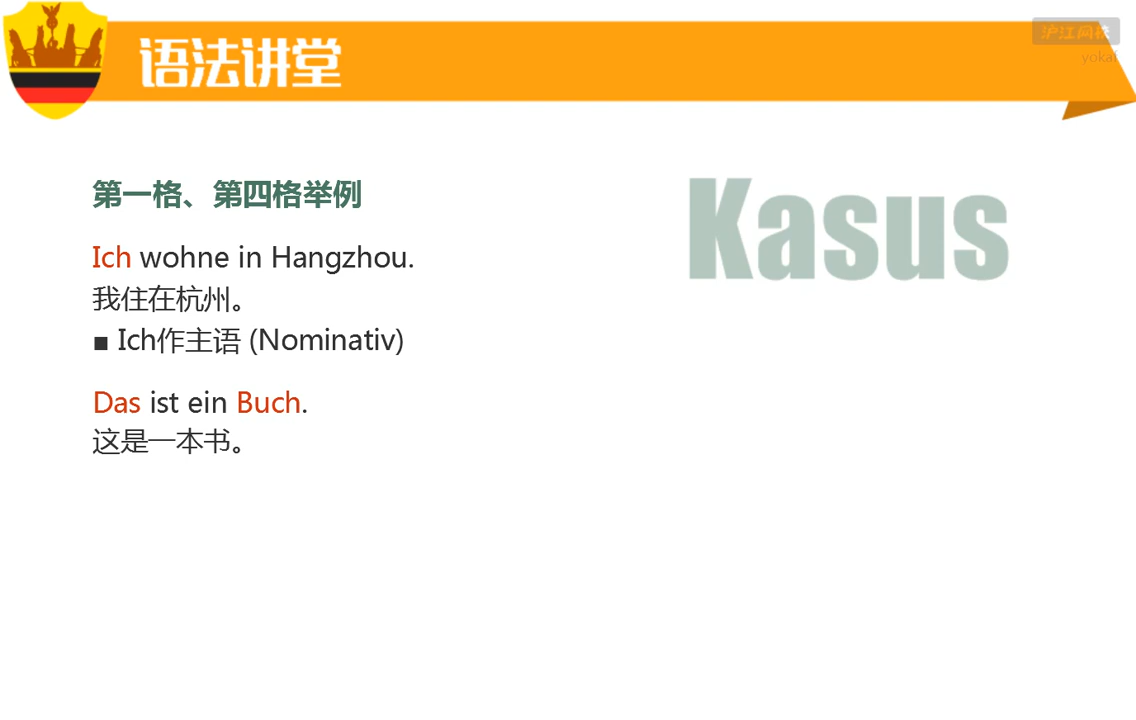 沪江网校
yokal
语法讲堂
第一格、第四格举例
Kasus
Ich wohne in Hangzhou.
我住在杭州。
■ Ich作主语 (Nominativ)
Das ist ein Buch.
这是一本书。